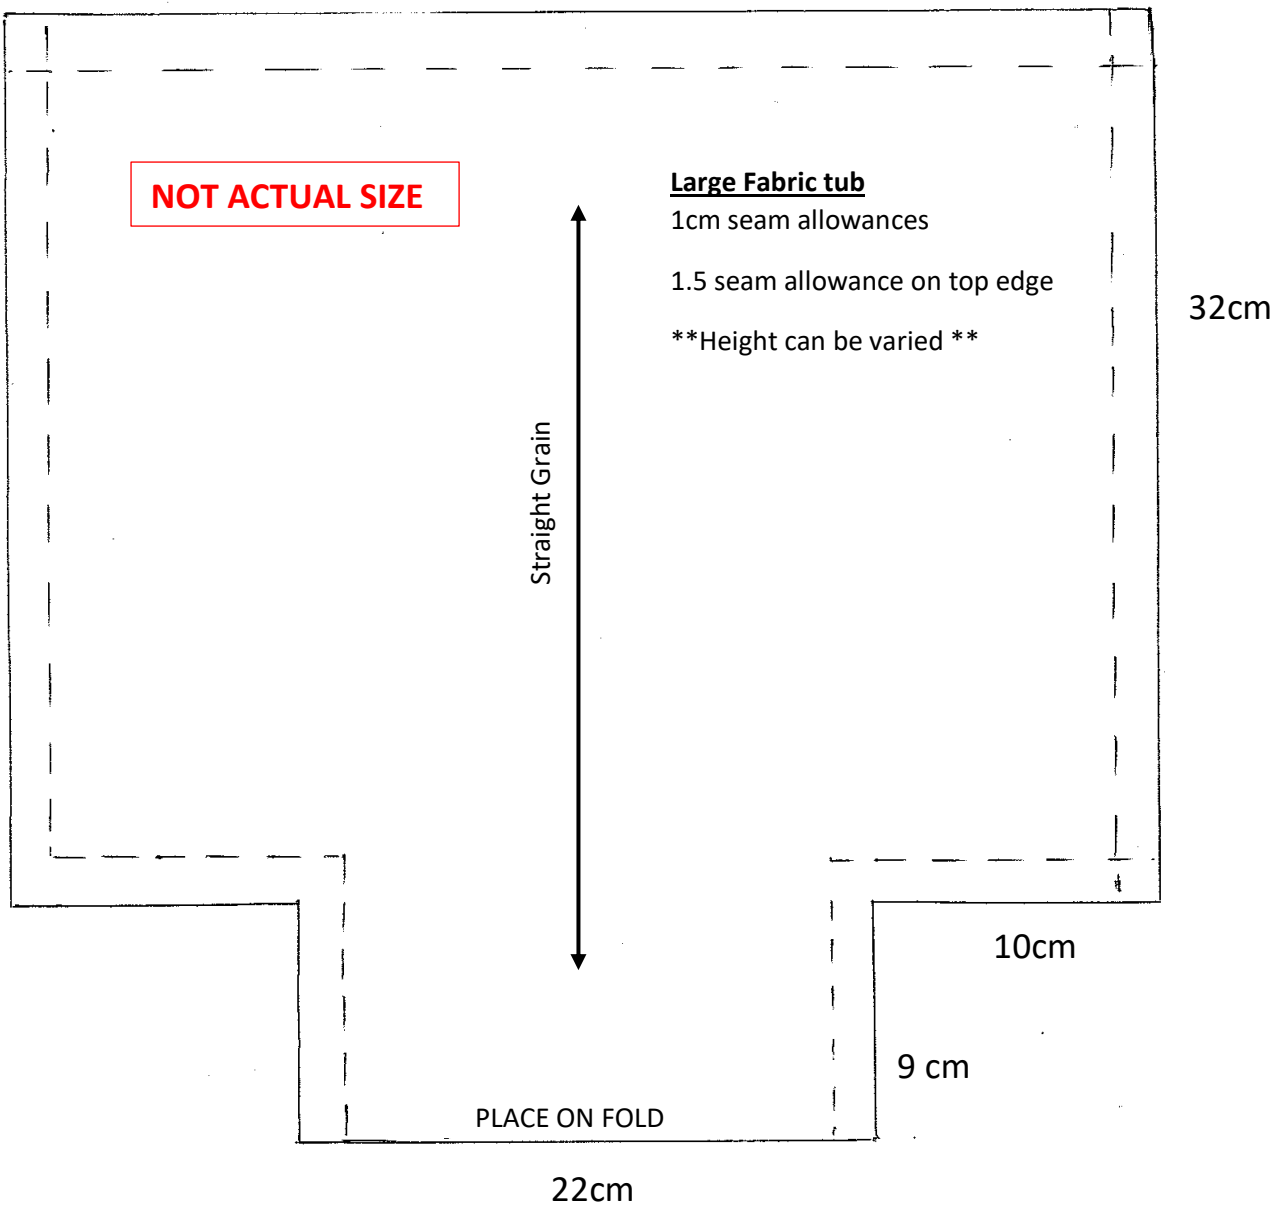 NOT ACTUAL SIZE
Large Fabric tub
1cm seam allowances
1.5 seam allowance on top edge
**Height can be varied **
32cm
Straight Grain
10cm
9 cm
PLACE ON FOLD
22cm